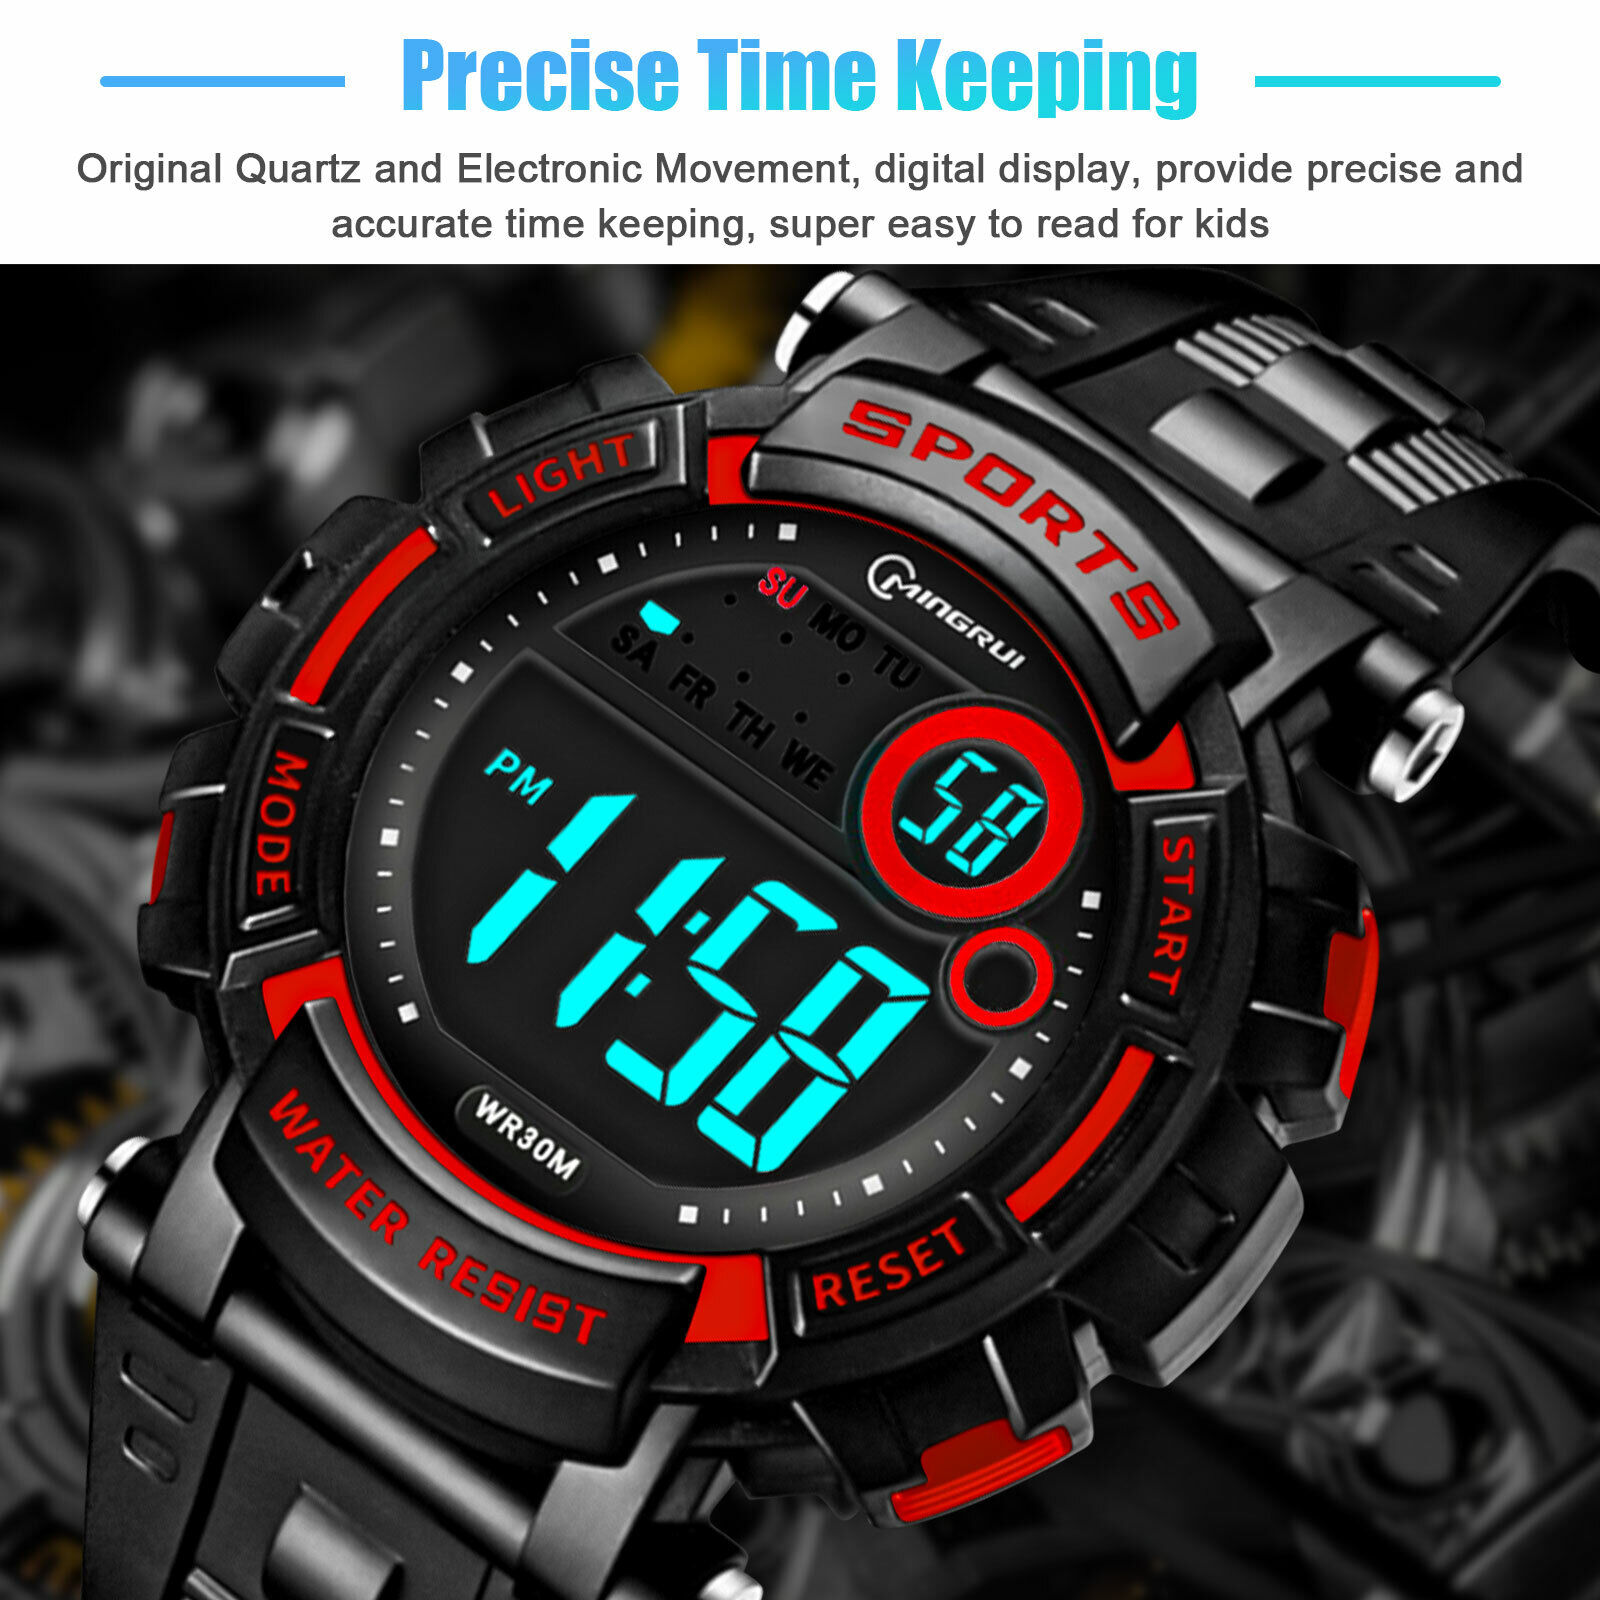 Precise Time Keeping
Original Quartz and Electronic Movement, digital display, provide precise and
accurate time keeping, super easy to read for kids
SPORTS
LIGHT
MINGRUI
SU MO TU
SA FR TH WE
MODE
PM
58
11:58
START
WR30M
WATER RESIST
RESET